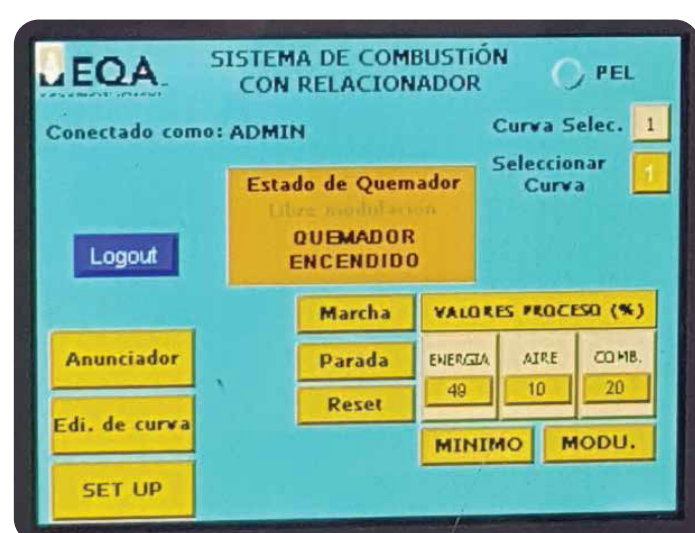 EQA
SISTEMA DE COMBUSTIÓN
CON RELACIONADOR
PEL
Conectado como: ADMIN
Curva Selec. 1
Seleccionar
Curva
1
Estado de Quemador
Libre modulación
QUEMADOR
ENCENDIDO
Logout
Marcha
VALORES PROCESO (%)
Anunciador
Parada
ENERGIA AIRE COMB.
49 10 20
Reset
Edi. de curva
MINIMO MODU.
SET UP